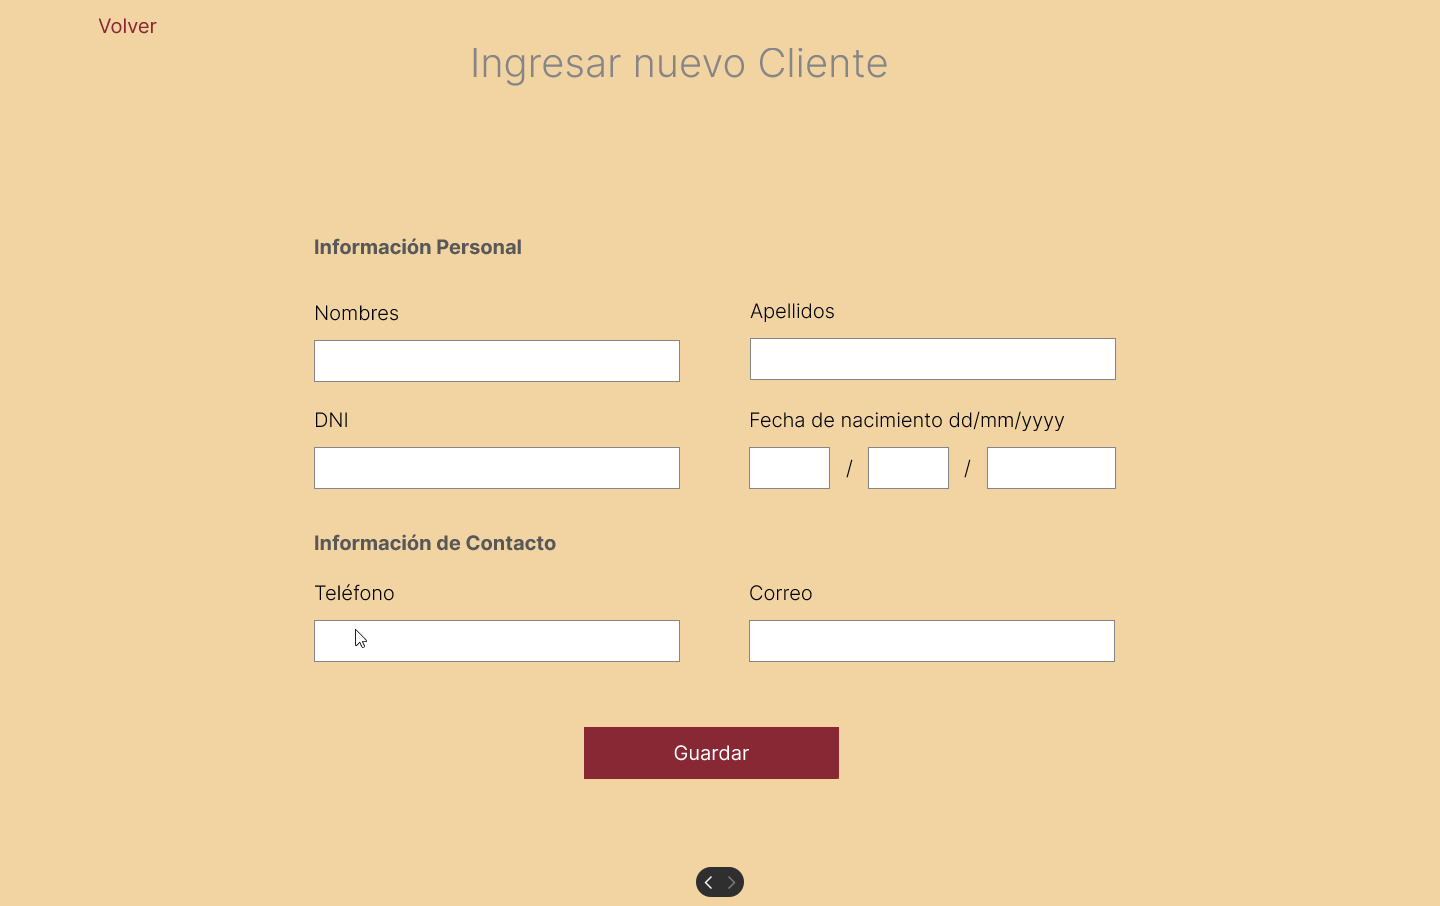 Volver
Ingresar nuevo Cliente
Información Personal
Nombres
Apellidos
DNI
Fecha de nacimiento dd/mm/yyyy
/ /
Información de Contacto
Teléfono
Correo
Guardar